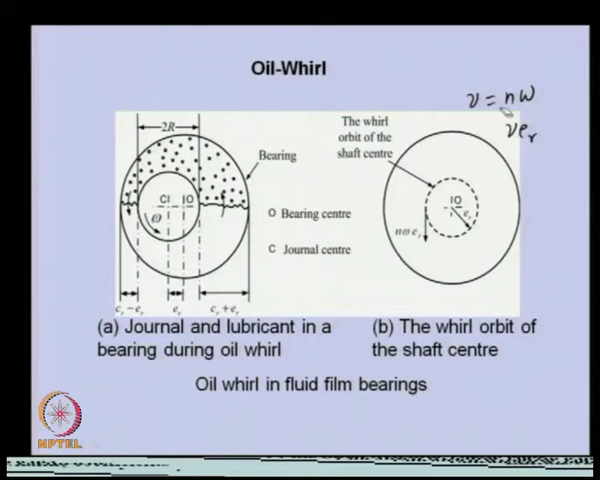 Oil-Whirl
ν = nω
νe_r
2R
Bearing
O Bearing centre
C Journal centre
C
O
ω
c_r − e_r
e_r
c_r + e_r
The whirl
orbit of the
shaft centre
O
e_r
nωe_r
(a) Journal and lubricant in a
bearing during oil whirl
(b) The whirl orbit of
the shaft centre
Oil whirl in fluid film bearings
NPTEL